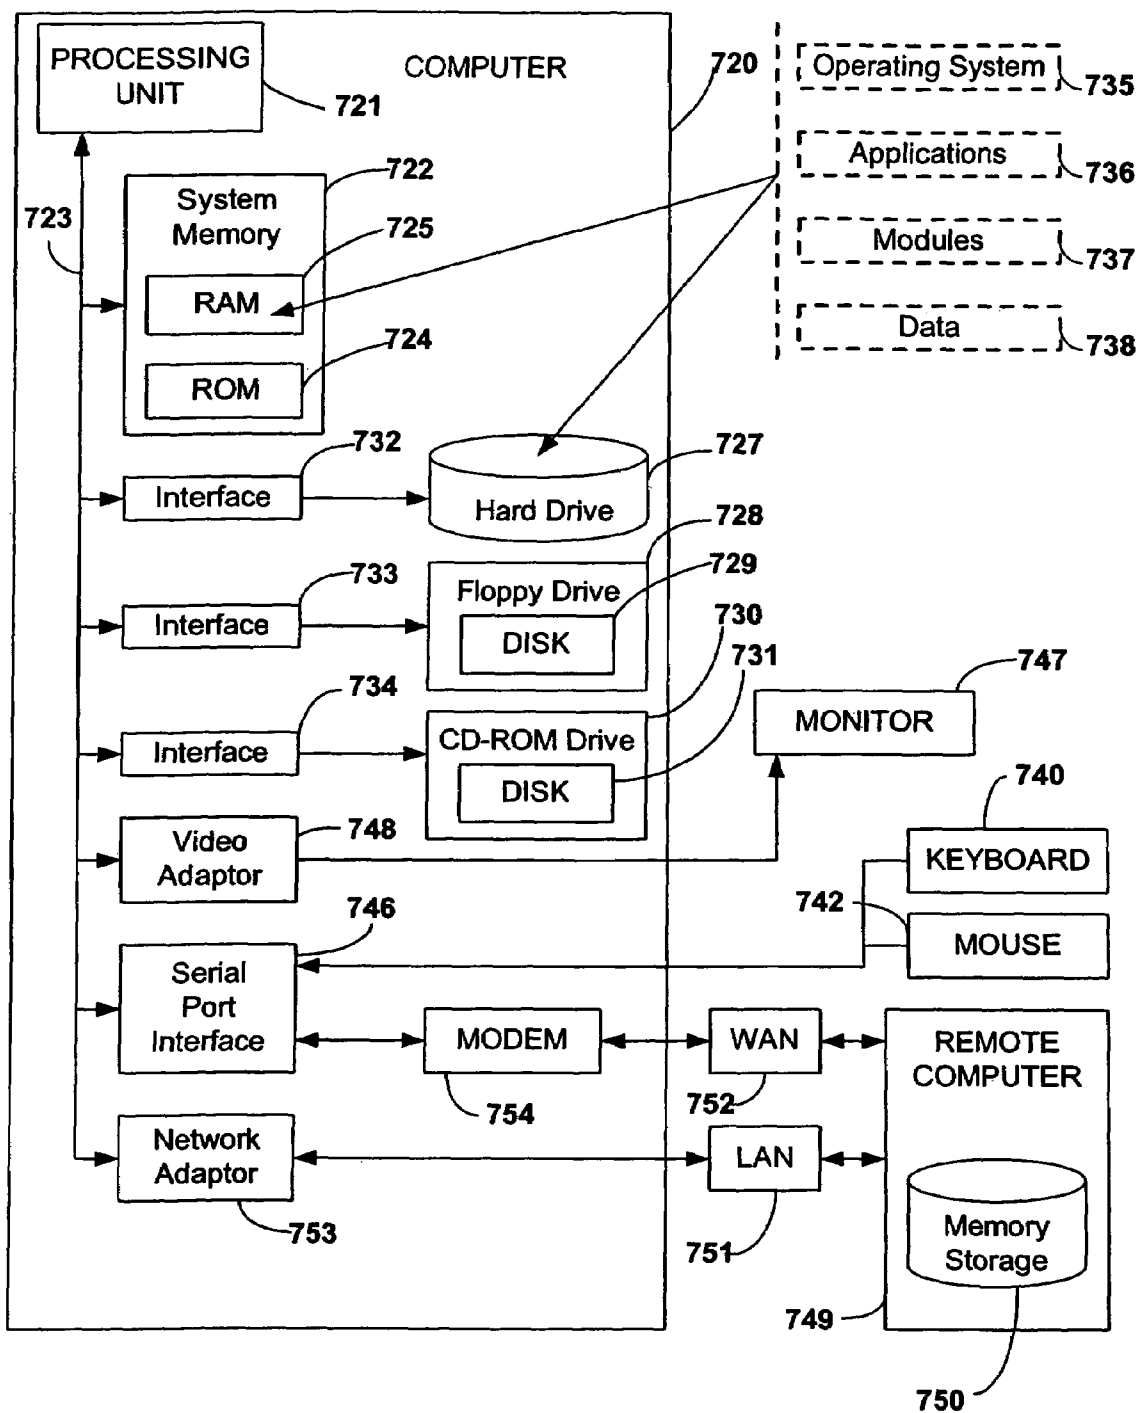 PROCESSING
UNIT
721
COMPUTER
720
Operating System
735
Applications
736
Modules
737
Data
738
723
System
Memory
722
725
RAM
724
ROM
732
Interface
727
Hard Drive
733
Interface
728
Floppy Drive
729
DISK
734
Interface
730
CD-ROM Drive
731
DISK
747
MONITOR
748
Video
Adaptor
740
KEYBOARD
742
MOUSE
746
Serial
Port
Interface
MODEM
754
WAN
752
REMOTE
COMPUTER
Network
Adaptor
753
LAN
751
Memory
Storage
749
750